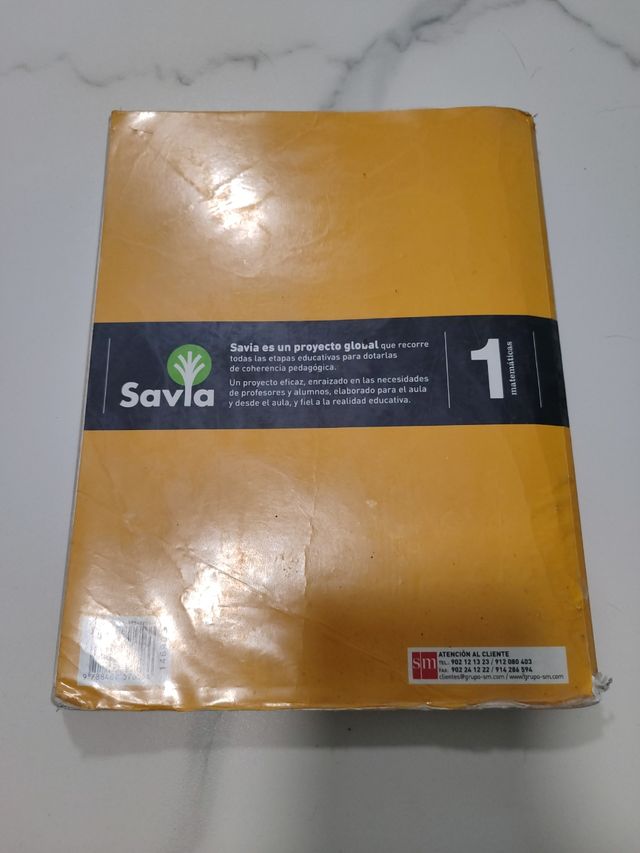 Savia
Savia es un proyecto global que recorre
todas las etapas educativas para dotarlas
de coherencia pedagógica.
Un proyecto eficaz, enraizado en las necesidades
de profesores y alumnos, elaborado para el aula
y desde el aula, y fiel a la realidad educativa.
1
matemáticas
sm
ATENCIÓN AL CLIENTE
TEL.: 902 12 13 23 / 912 080 403
FAX: 902 24 12 22 / 914 286 594
clientes@grupo-sm.com / www.grupo-sm.com